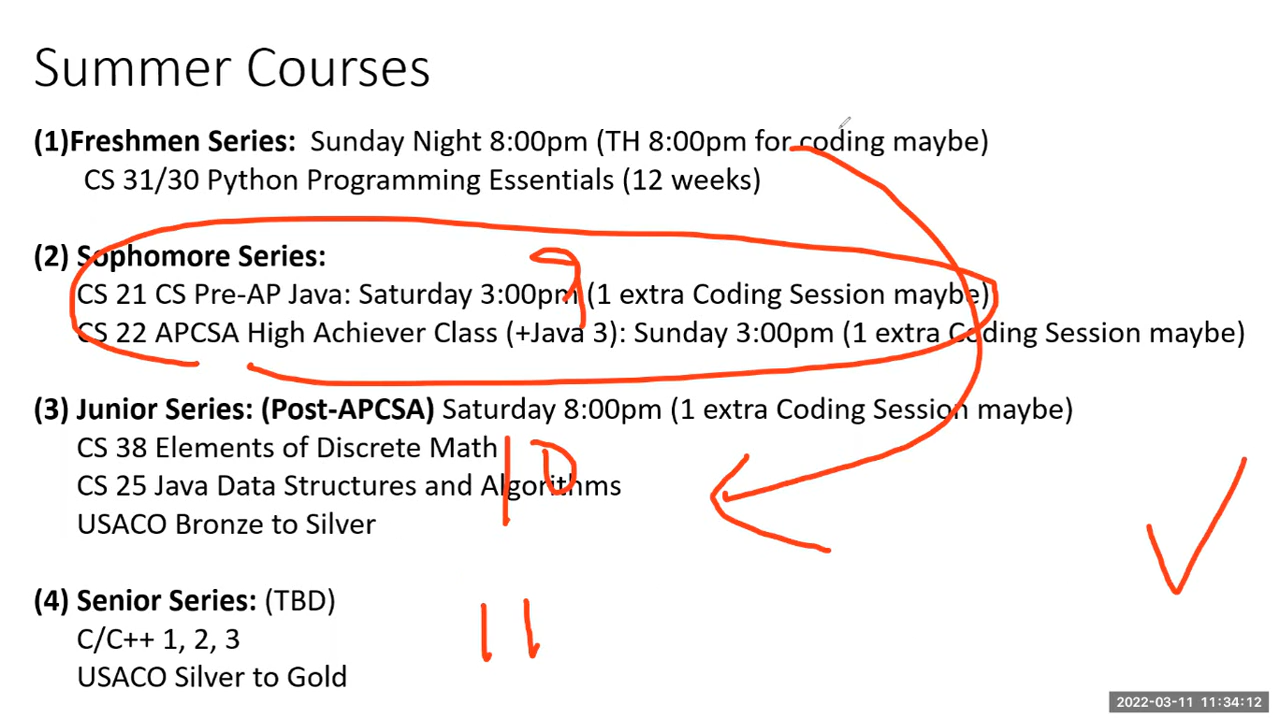 Summer Courses
(1)Freshmen Series: Sunday Night 8:00pm (TH 8:00pm for coding maybe)
CS 31/30 Python Programming Essentials (12 weeks)
(2) Sophomore Series:
9
CS 21 CS Pre-AP Java: Saturday 3:00pm (1 extra Coding Session maybe)
CS 22 APCSA High Achiever Class (+Java 3): Sunday 3:00pm (1 extra Coding Session maybe)
(3) Junior Series: (Post-APCSA) Saturday 8:00pm (1 extra Coding Session maybe)
CS 38 Elements of Discrete Math
10
CS 25 Java Data Structures and Algorithms
USACO Bronze to Silver
(4) Senior Series: (TBD)
11
C/C++ 1, 2, 3
USACO Silver to Gold
2022-03-11 11:34:12